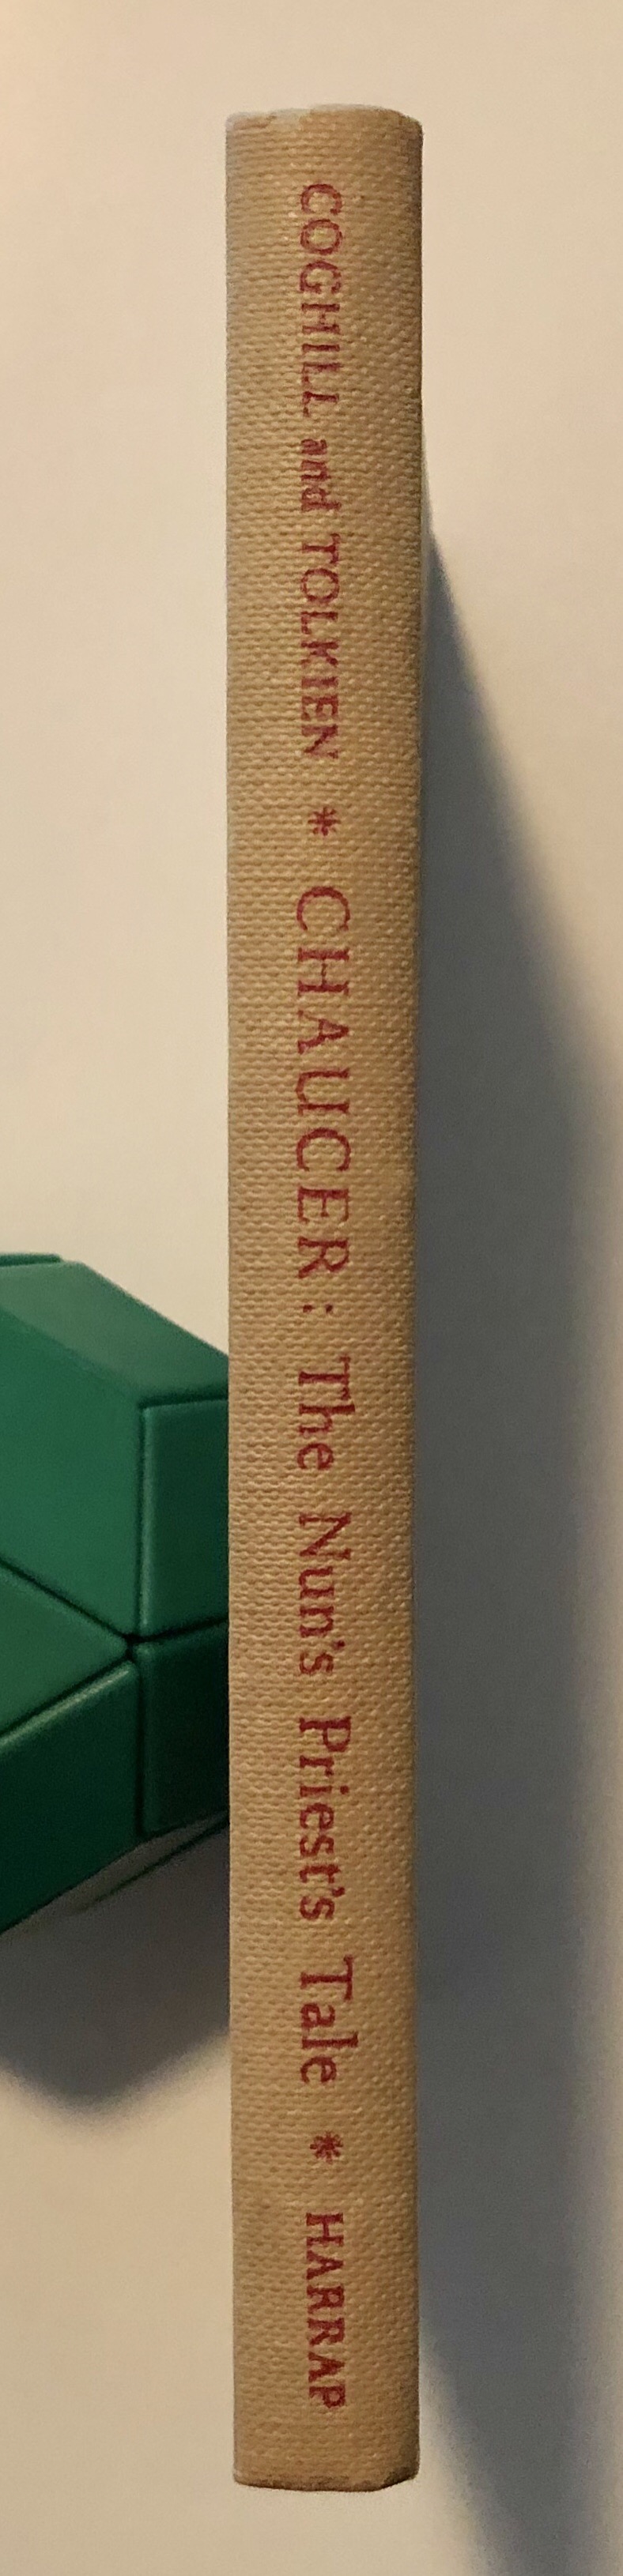 COGHILL and TOLKIEN * CHAUCER: The Nun's Priest's Tale * HARRAP